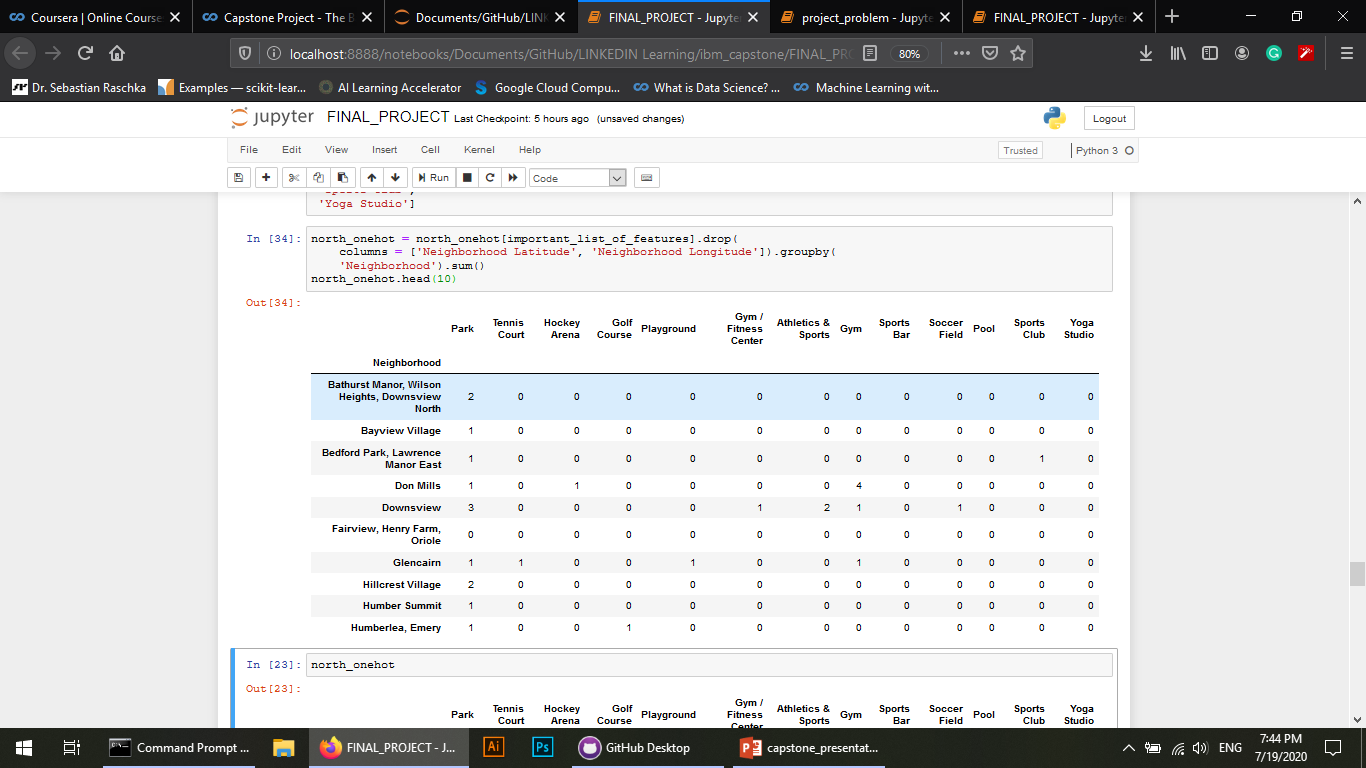 Coursera | Online Course
Capstone Project - The B
Documents/GitHub/LINK
FINAL_PROJECT - Jupyte
project_problem - Jupyte
FINAL_PROJECT - Jupyte
localhost:8888/notebooks/Documents/GitHub/LINKEDIN Learning/ibm_capstone/FINAL_PRO
80%
Dr. Sebastian Raschka
Examples — scikit-lear...
AI Learning Accelerator
Google Cloud Compu...
What is Data Science? ...
Machine Learning wit...
jupyter FINAL_PROJECT Last Checkpoint: 5 hours ago (unsaved changes)
Logout
File Edit View Insert Cell Kernel Help
Trusted
Python 3
Run
Code
'Yoga Studio']
In [34]: north_onehot = north_onehot[important_list_of_features].drop(
columns = ['Neighborhood Latitude', 'Neighborhood Longitude']).groupby(
'Neighborhood').sum()
north_onehot.head(10)
Out[34]:
Park Tennis Court Hockey Arena Golf Course Playground Gym / Fitness Center Athletics & Sports Gym Sports Bar Soccer Field Pool Sports Club Yoga Studio
Neighborhood
Bathurst Manor, Wilson Heights, Downsview North 2 0 0 0 0 0 0 0 0 0 0 0 0
Bayview Village 1 0 0 0 0 0 0 0 0 0 0 0 0
Bedford Park, Lawrence Manor East 1 0 0 0 0 0 0 0 0 0 0 1 0
Don Mills 1 0 1 0 0 0 0 4 0 0 0 0 0
Downsview 3 0 0 0 0 1 2 1 0 1 0 0 0
Fairview, Henry Farm, Oriole 0 0 0 0 0 0 0 0 0 0 0 0 0
Glencairn 1 1 0 0 1 0 0 1 0 0 0 0 0
Hillcrest Village 2 0 0 0 0 0 0 0 0 0 0 0 0
Humber Summit 1 0 0 0 0 0 0 0 0 0 0 0 0
Humberlea, Emery 1 0 0 1 0 0 0 0 0 0 0 0 0
In [23]: north_onehot
Out[23]:
Park Tennis Court Hockey Arena Golf Course Playground Gym / Fitness Center Athletics & Sports Gym Sports Bar Soccer Field Pool Sports Club Yoga Studio
Command Prompt ...
FINAL_PROJECT - J...
Ai
Ps
GitHub Desktop
capstone_presentat...
ENG
7:44 PM
7/19/2020